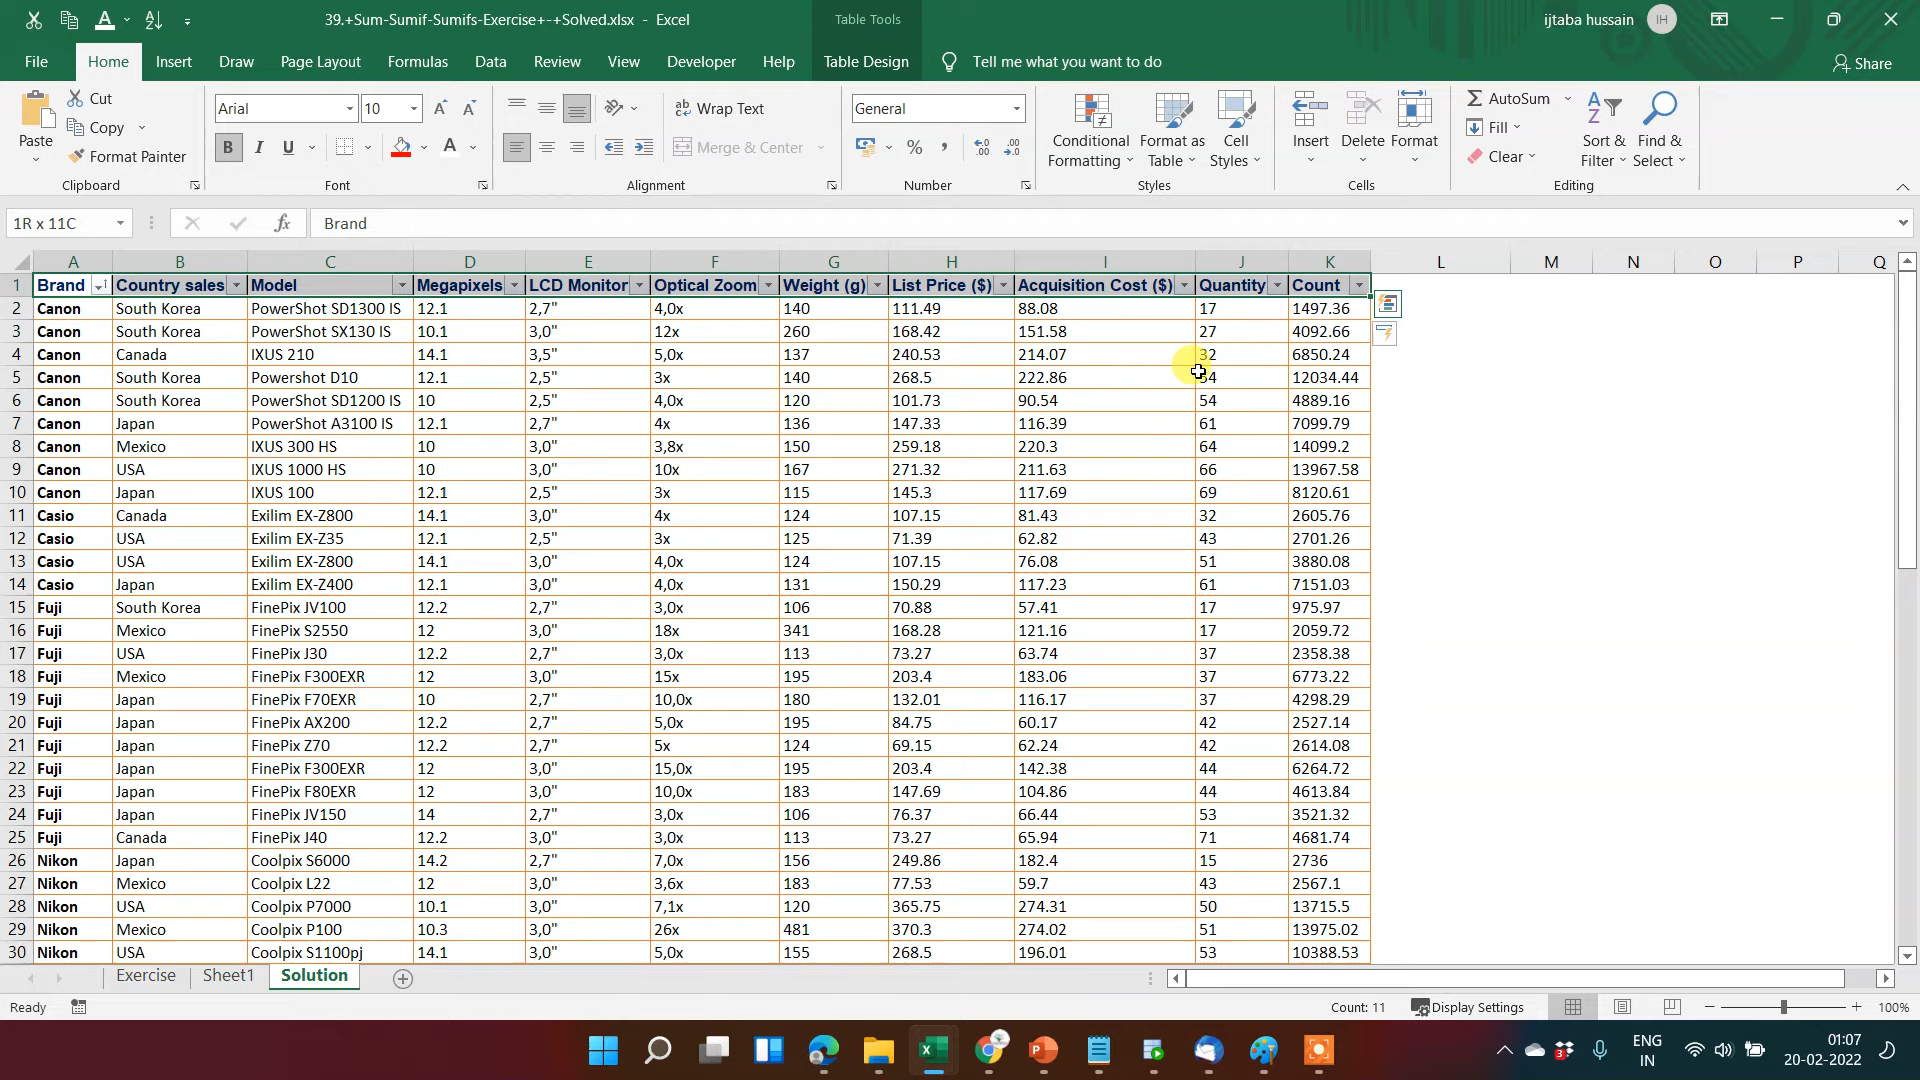 39.+Sum-Sumif-Sumifs-Exercise+-+Solved.xlsx - Excel
Table Tools
ijtaba hussain IH
File Home Insert Draw Page Layout Formulas Data Review View Developer Help Table Design Tell me what you want to do Share
Paste
Cut
Copy
Format Painter
Clipboard
Arial 10
B I U
Font
Wrap Text
Merge & Center
Alignment
General
Number
Conditional Formatting
Format as Table
Cell Styles
Styles
Insert Delete Format
Cells
AutoSum
Fill
Clear
Sort & Filter
Find & Select
Editing
1R x 11C fx Brand
A B C D E F G H I J K L M N O P Q
1 Brand Country sales Model Megapixels LCD Monitor Optical Zoom Weight (g) List Price ($) Acquisition Cost ($) Quantity Count
2 Canon South Korea PowerShot SD1300 IS 12.1 2,7" 4,0x 140 111.49 88.08 17 1497.36
3 Canon South Korea PowerShot SX130 IS 10.1 3,0" 12x 260 168.42 151.58 27 4092.66
4 Canon Canada IXUS 210 14.1 3,5" 5,0x 137 240.53 214.07 32 6850.24
5 Canon South Korea Powershot D10 12.1 2,5" 3x 140 268.5 222.86 54 12034.44
6 Canon South Korea PowerShot SD1200 IS 10 2,5" 4,0x 120 101.73 90.54 54 4889.16
7 Canon Japan PowerShot A3100 IS 12.1 2,7" 4x 136 147.33 116.39 61 7099.79
8 Canon Mexico IXUS 300 HS 10 3,0" 3,8x 150 259.18 220.3 64 14099.2
9 Canon USA IXUS 1000 HS 10 3,0" 10x 167 271.32 211.63 66 13967.58
10 Canon Japan IXUS 100 12.1 2,5" 3x 115 145.3 117.69 69 8120.61
11 Casio Canada Exilim EX-Z800 14.1 3,0" 4x 124 107.15 81.43 32 2605.76
12 Casio USA Exilim EX-Z35 12.1 2,5" 3x 125 71.39 62.82 43 2701.26
13 Casio USA Exilim EX-Z800 14.1 3,0" 4,0x 124 107.15 76.08 51 3880.08
14 Casio Japan Exilim EX-Z400 12.1 3,0" 4,0x 131 150.29 117.23 61 7151.03
15 Fuji South Korea FinePix JV100 12.2 2,7" 3,0x 106 70.88 57.41 17 975.97
16 Fuji Mexico FinePix S2550 12 3,0" 18x 341 168.28 121.16 17 2059.72
17 Fuji USA FinePix J30 12.2 2,7" 3,0x 113 73.27 63.74 37 2358.38
18 Fuji Mexico FinePix F300EXR 12 3,0" 15x 195 203.4 183.06 37 6773.22
19 Fuji Japan FinePix F70EXR 10 2,7" 10,0x 180 132.01 116.17 37 4298.29
20 Fuji Japan FinePix AX200 12.2 2,7" 5,0x 195 84.75 60.17 42 2527.14
21 Fuji Japan FinePix Z70 12.2 2,7" 5x 124 69.15 62.24 42 2614.08
22 Fuji Japan FinePix F300EXR 12 3,0" 15,0x 195 203.4 142.38 44 6264.72
23 Fuji Japan FinePix F80EXR 12 3,0" 10,0x 183 147.69 104.86 44 4613.84
24 Fuji Japan FinePix JV150 14 2,7" 3,0x 106 76.37 66.44 53 3521.32
25 Fuji Canada FinePix J40 12.2 3,0" 3,0x 113 73.27 65.94 71 4681.74
26 Nikon Japan Coolpix S6000 14.2 2,7" 7,0x 156 249.86 182.4 15 2736
27 Nikon Mexico Coolpix L22 12 3,0" 3,6x 183 77.53 59.7 43 2567.1
28 Nikon USA Coolpix P7000 10.1 3,0" 7,1x 120 365.75 274.31 50 13715.5
29 Nikon Mexico Coolpix P100 10.3 3,0" 26x 481 370.3 274.02 51 13975.02
30 Nikon USA Coolpix S1100pj 14.1 3,0" 5,0x 155 268.5 196.01 53 10388.53
Exercise Sheet1 Solution
Ready Count: 11 Display Settings 100%
ENG IN
01:07
20-02-2022